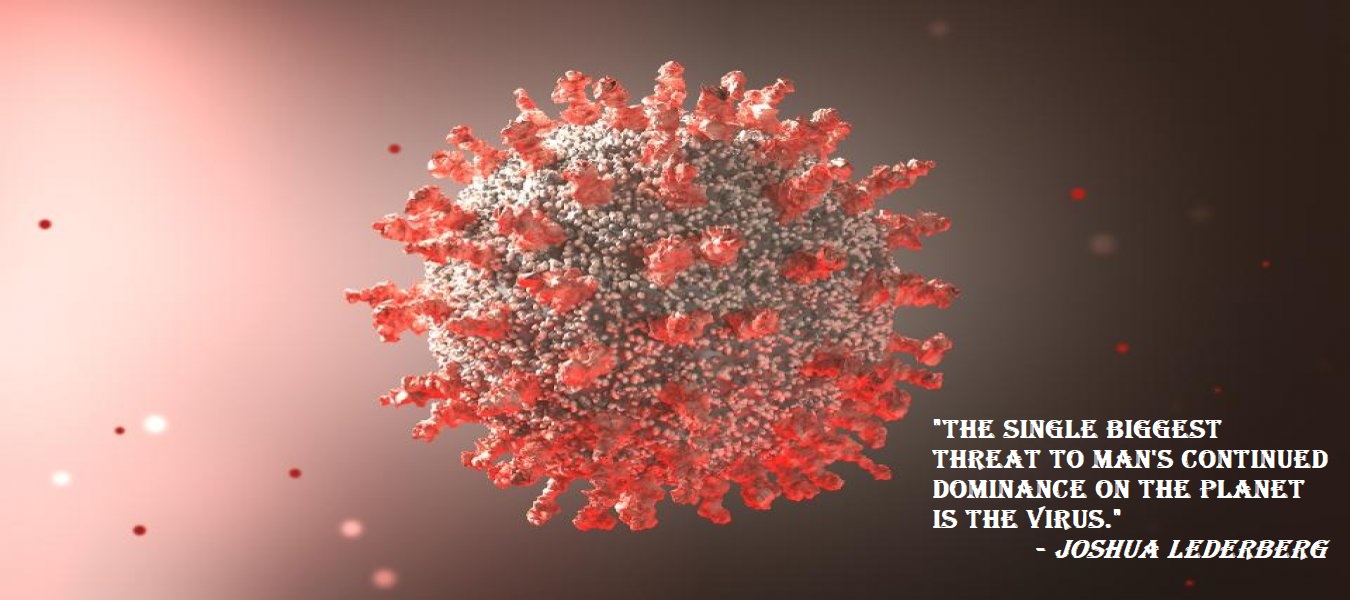 "THE SINGLE BIGGEST
THREAT TO MAN'S CONTINUED
DOMINANCE ON THE PLANET
IS THE VIRUS."
- JOSHUA LEDERBERG